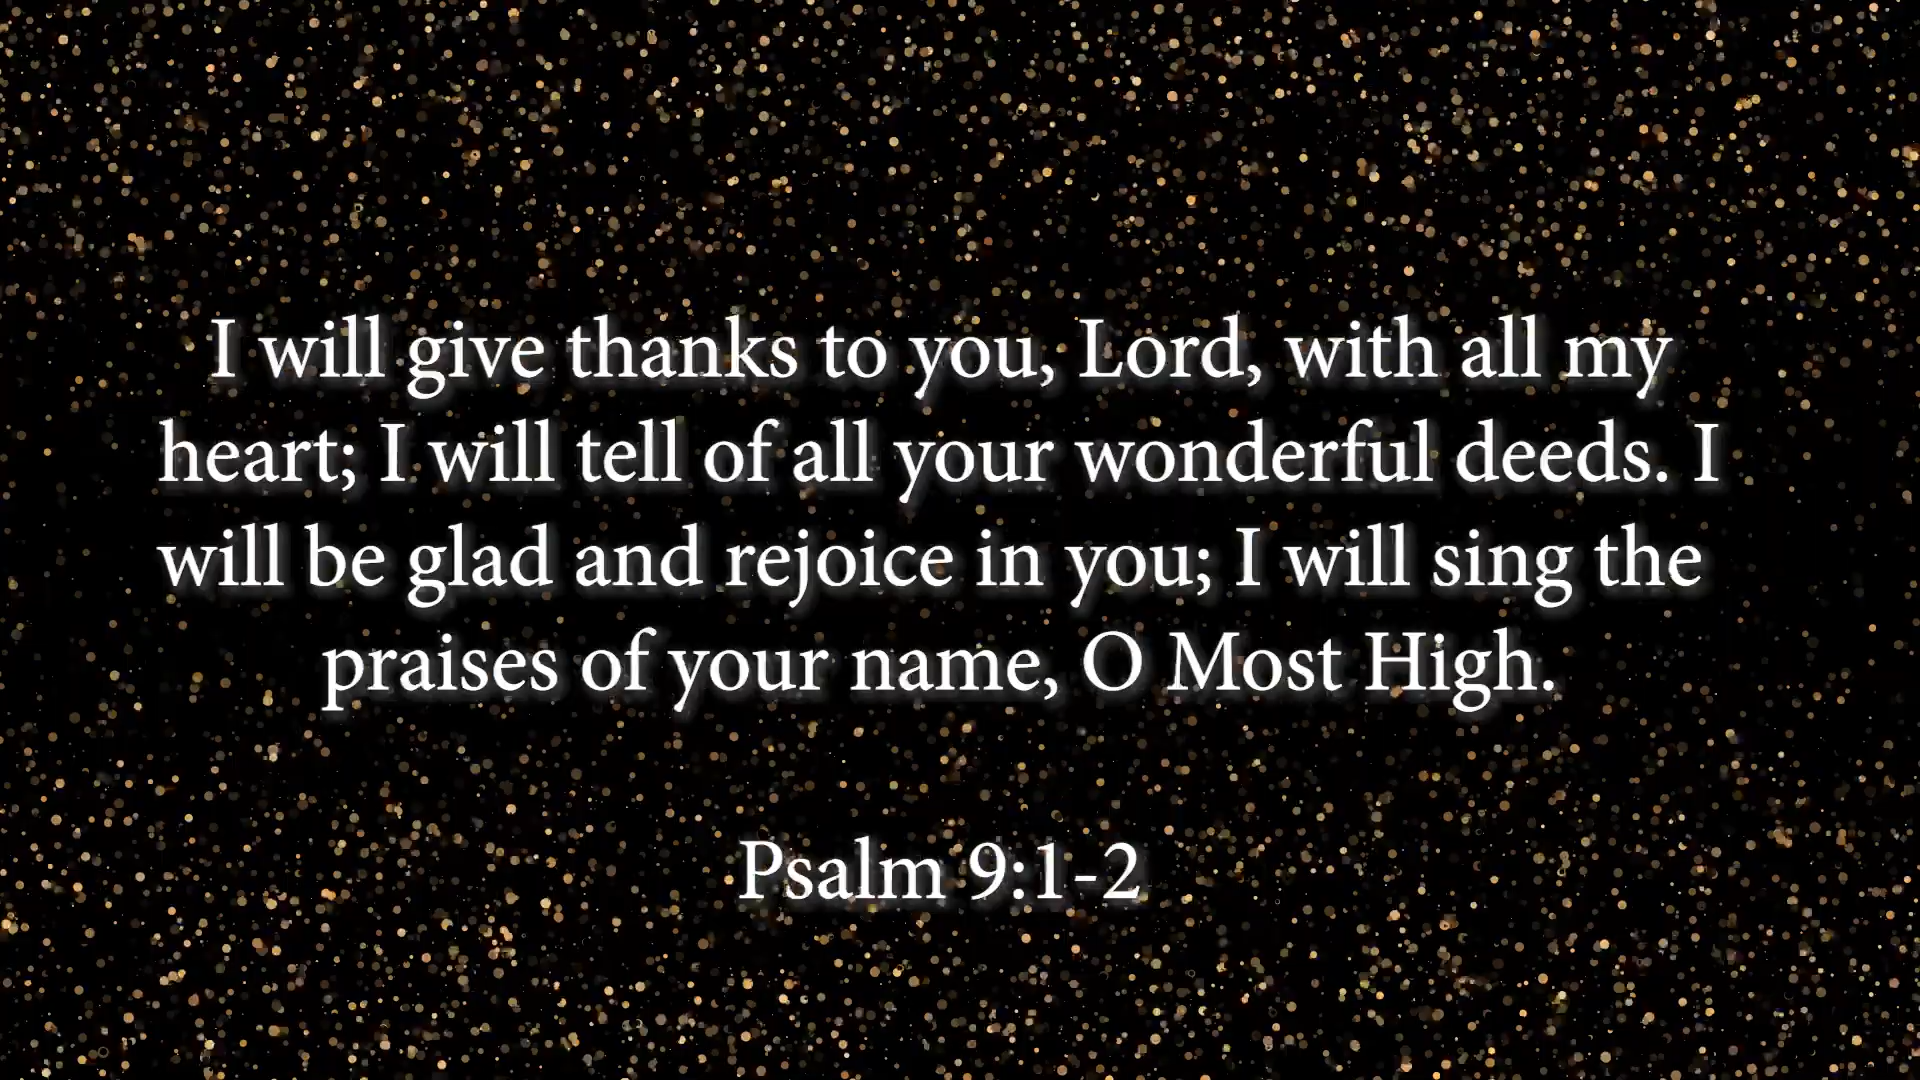 I will give thanks to you, Lord, with all my
heart; I will tell of all your wonderful deeds. I
will be glad and rejoice in you; I will sing the
praises of your name, O Most High.
Psalm 9:1-2